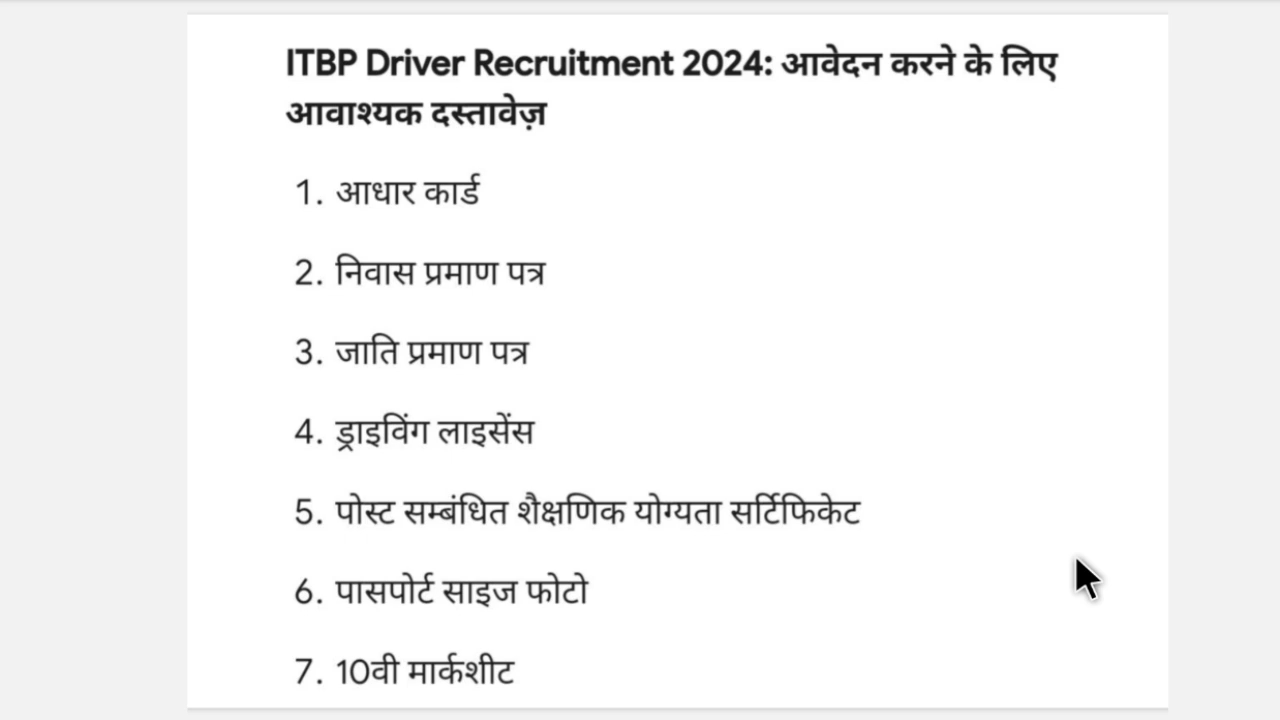 ITBP Driver Recruitment 2024: आवेदन करने के लिए
आवाश्यक दस्तावेज़
1. आधार कार्ड
2. निवास प्रमाण पत्र
3. जाति प्रमाण पत्र
4. ड्राइविंग लाइसेंस
5. पोस्ट सम्बंधित शैक्षणिक योग्यता सर्टिफिकेट
6. पासपोर्ट साइज फोटो
7. 10वी मार्कशीट